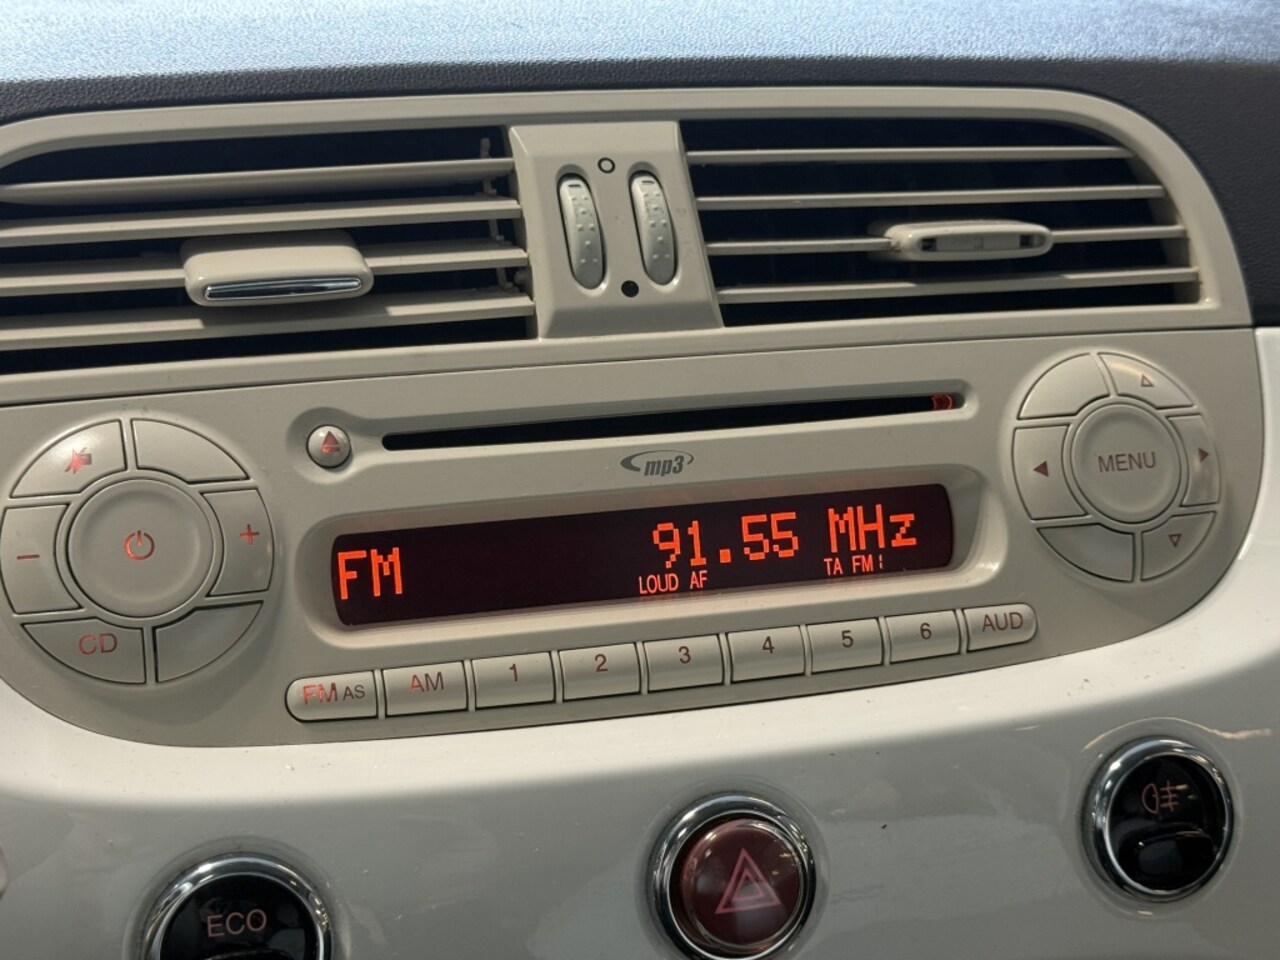 mp3
MENU
FM 91.55 MHz
LOUD AF TA FM1
CD
FM AS AM 1 2 3 4 5 6 AUD
ECO